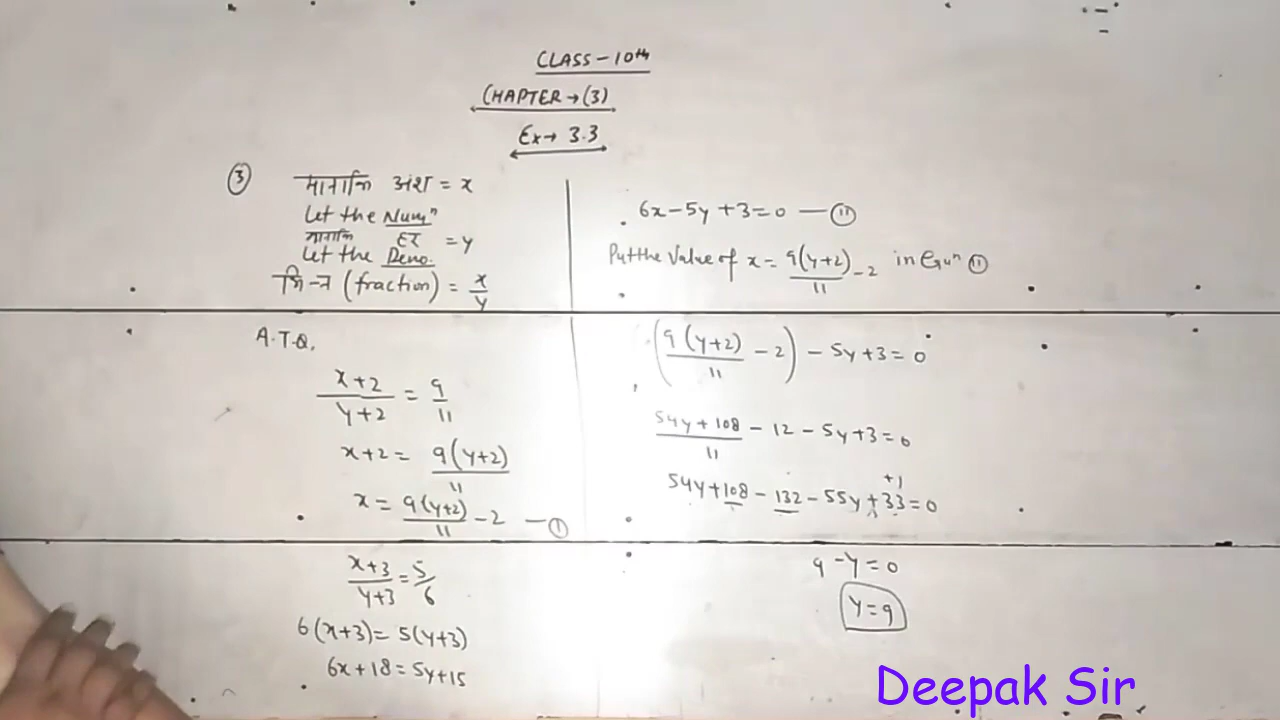 CLASS - 10th
CHAPTER → (3)
Ex → 3.3
③ मानाकि अंश = x
Let the Numⁿ
मानाकि हर = y
Let the Deno.
भिन्न (fraction) = x/y
A.T.Q.
(x+2)/(y+2) = 9/11
x+2 = 9(y+2)/11
x = 9(y+2)/11 - 2 — ①
(x+3)/(y+3) = 5/6
6(x+3) = 5(y+3)
6x+18 = 5y+15
6x-5y+3=0 — ⑪
Put the Value of x = 9(y+2)/11 - 2 in Equⁿ ⑪
(9(y+2)/11 - 2) - 5y+3=0
(54y+108)/11 - 12 - 5y+3=0
+1
54y+108 - 132 - 55y+33=0
9-y=0
y=9
Deepak Sir